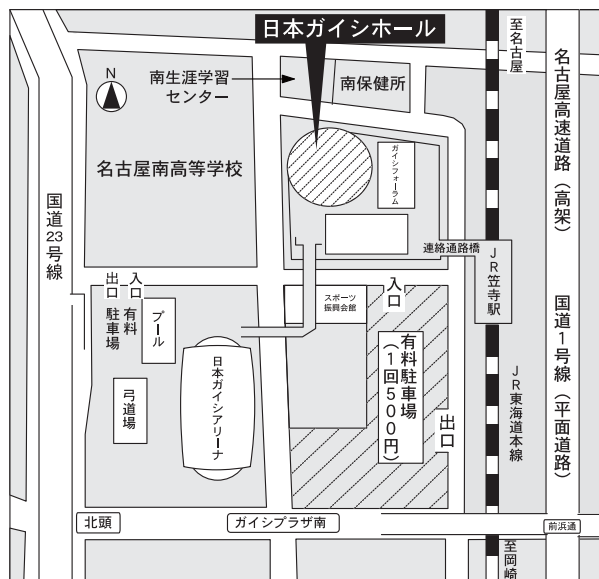 日本ガイシホール
至名古屋
N
南生涯学習
センター
南保健所
名古屋高速道路（高架）
名古屋南高等学校
ガイシフォーラム
国道23号線
連絡通路橋
JR笠寺駅
入口
出口
有料
駐車場
プール
スポーツ
振興会館
入口
国道1号線（平面道路）
有料駐車場
（1回500円）
日本ガイシアリーナ
弓道場
出口
JR東海道本線
北頭
ガイシプラザ南
前浜通
至岡崎